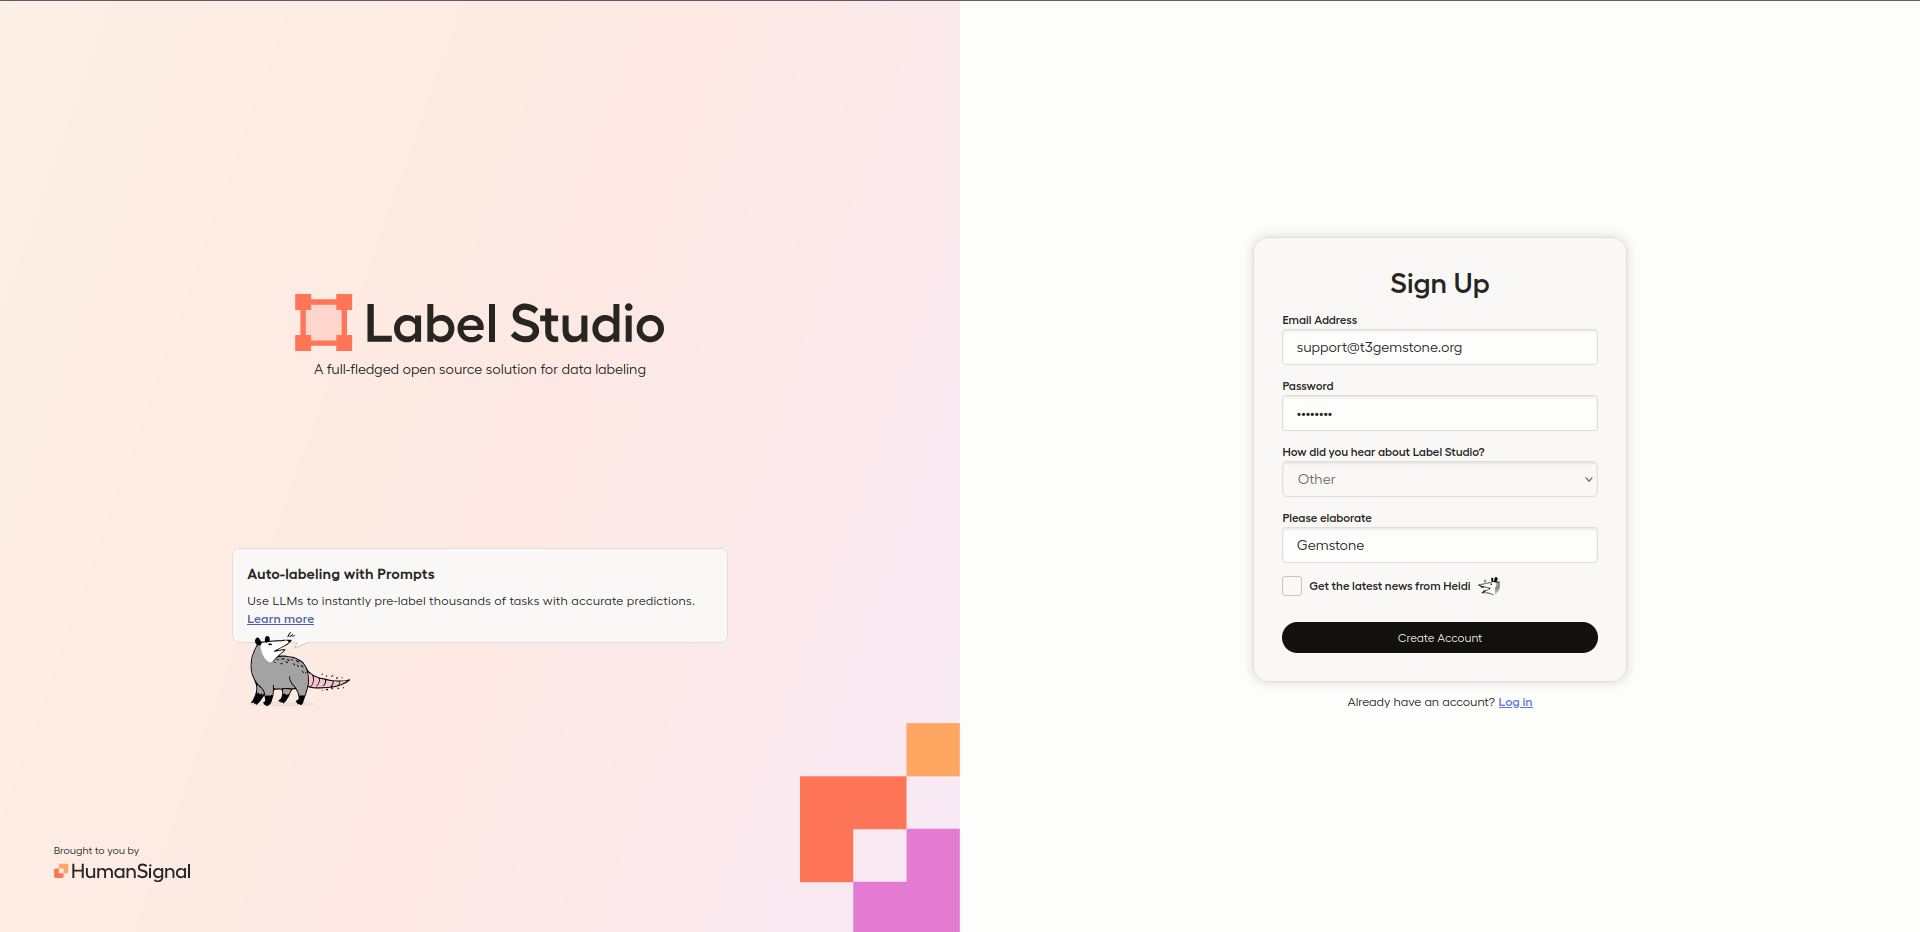 Label Studio
A full-fledged open source solution for data labeling
Auto-labeling with Prompts
Use LLMs to instantly pre-label thousands of tasks with accurate predictions.
Learn more
Brought to you by
HumanSignal
Sign Up
Email Address
support@t3gemstone.org
Password
••••••••
How did you hear about Label Studio?
Other
Please elaborate
Gemstone
Get the latest news from Heidi
Create Account
Already have an account? Log in